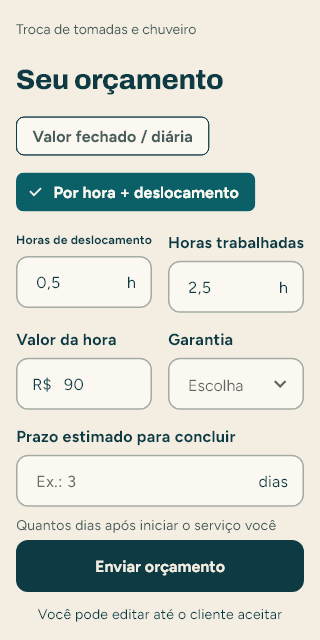 Troca de tomadas e chuveiro
Seu orçamento
Valor fechado / diária
Por hora + deslocamento
Horas de deslocamento
Horas trabalhadas
0,5 h
2,5 h
Valor da hora
Garantia
R$ 90
Escolha
Prazo estimado para concluir
Ex.: 3 dias
Quantos dias após iniciar o serviço você
Enviar orçamento
Você pode editar até o cliente aceitar